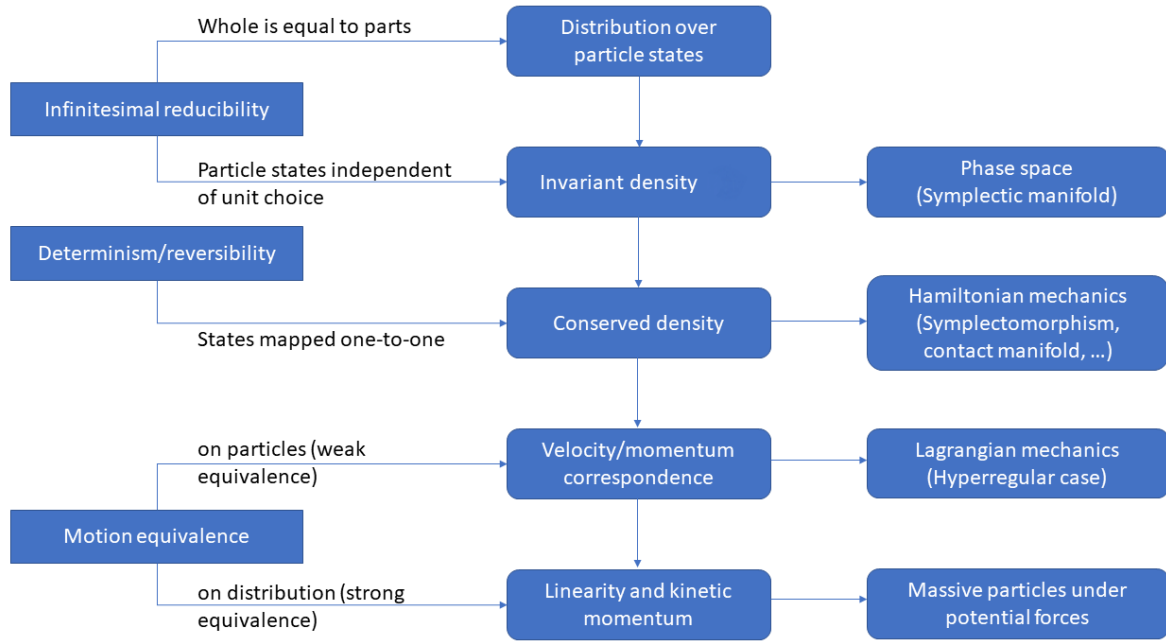 Whole is equal to parts
Distribution over
particle states
Infinitesimal reducibility
Particle states independent
of unit choice
Invariant density
Phase space
(Symplectic manifold)
Determinism/reversibility
States mapped one-to-one
Conserved density
Hamiltonian mechanics
(Symplectomorphism,
contact manifold, …)
on particles (weak
equivalence)
Velocity/momentum
correspondence
Lagrangian mechanics
(Hyperregular case)
Motion equivalence
on distribution (strong
equivalence)
Linearity and kinetic
momentum
Massive particles under
potential forces